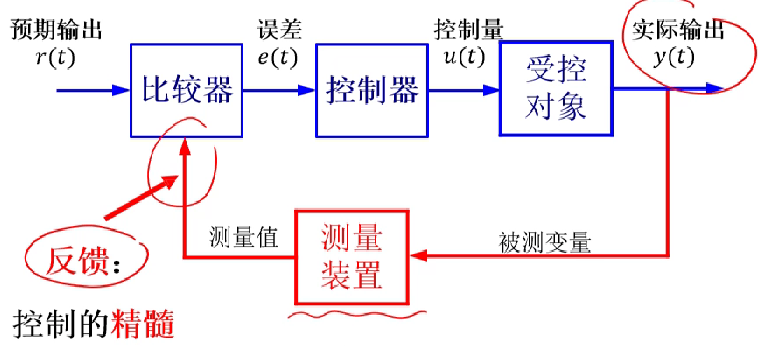 预期输出
r(t)
比较器
误差
e(t)
控制器
控制量
u(t)
受控
对象
实际输出
y(t)
反馈：
测量值
测量
装置
被测变量
控制的精髓